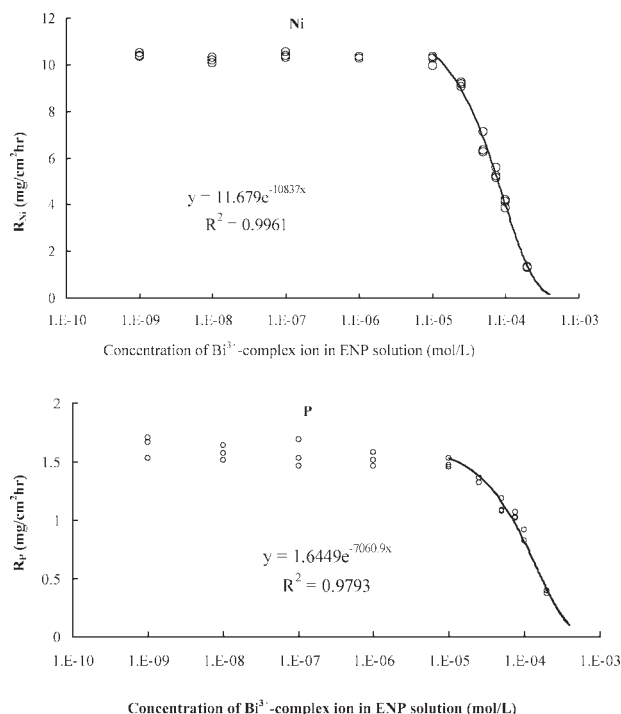 Ni
12
10
8
6
4
2
0
R_Ni (mg/cm²hr)
y = 11.679e^-10837x
R² = 0.9961
1.E-10 1.E-09 1.E-08 1.E-07 1.E-06 1.E-05 1.E-04 1.E-03
Concentration of Bi³⁺-complex ion in ENP solution (mol/L)
P
2
1.5
1
0.5
0
R_P (mg/cm²hr)
y = 1.6449e^-7060.9x
R² = 0.9793
1.E-10 1.E-09 1.E-08 1.E-07 1.E-06 1.E-05 1.E-04 1.E-03
Concentration of Bi³⁺-complex ion in ENP solution (mol/L)